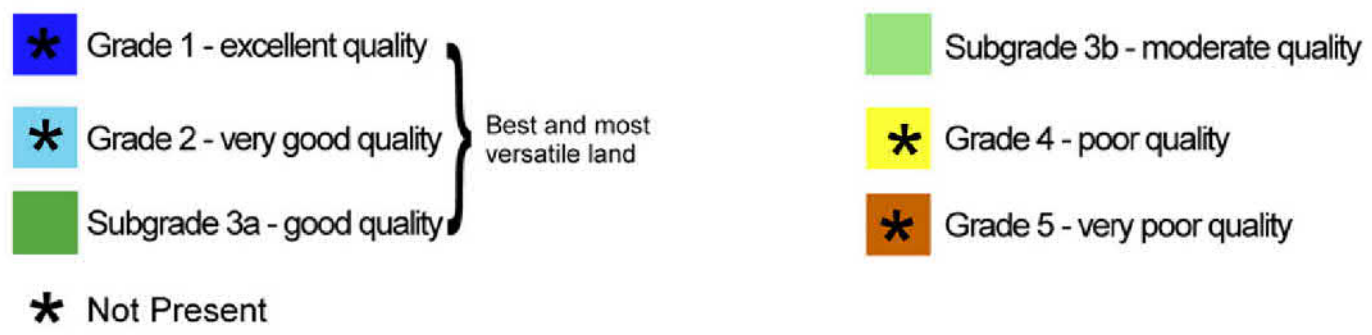 * Grade 1 - excellent quality
* Grade 2 - very good quality
Subgrade 3a - good quality
Best and most
versatile land
* Not Present
Subgrade 3b - moderate quality
* Grade 4 - poor quality
* Grade 5 - very poor quality